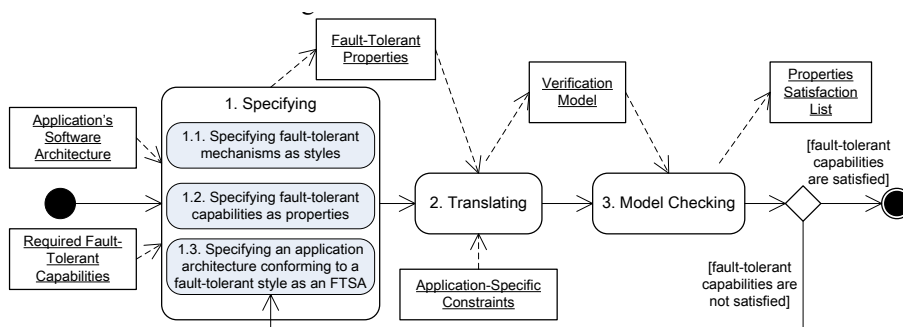 Fault-Tolerant
Properties
Verification
Model
Properties
Satisfaction
List
Application's
Software
Architecture
1. Specifying
1.1. Specifying fault-tolerant
mechanisms as styles
1.2. Specifying fault-tolerant
capabilities as properties
1.3. Specifying an application
architecture conforming to a
fault-tolerant style as an FTSA
Required Fault-
Tolerant
Capabilities
2. Translating
Application-Specific
Constraints
3. Model Checking
[fault-tolerant
capabilities
are satisfied]
[fault-tolerant
capabilities are
not satisfied]